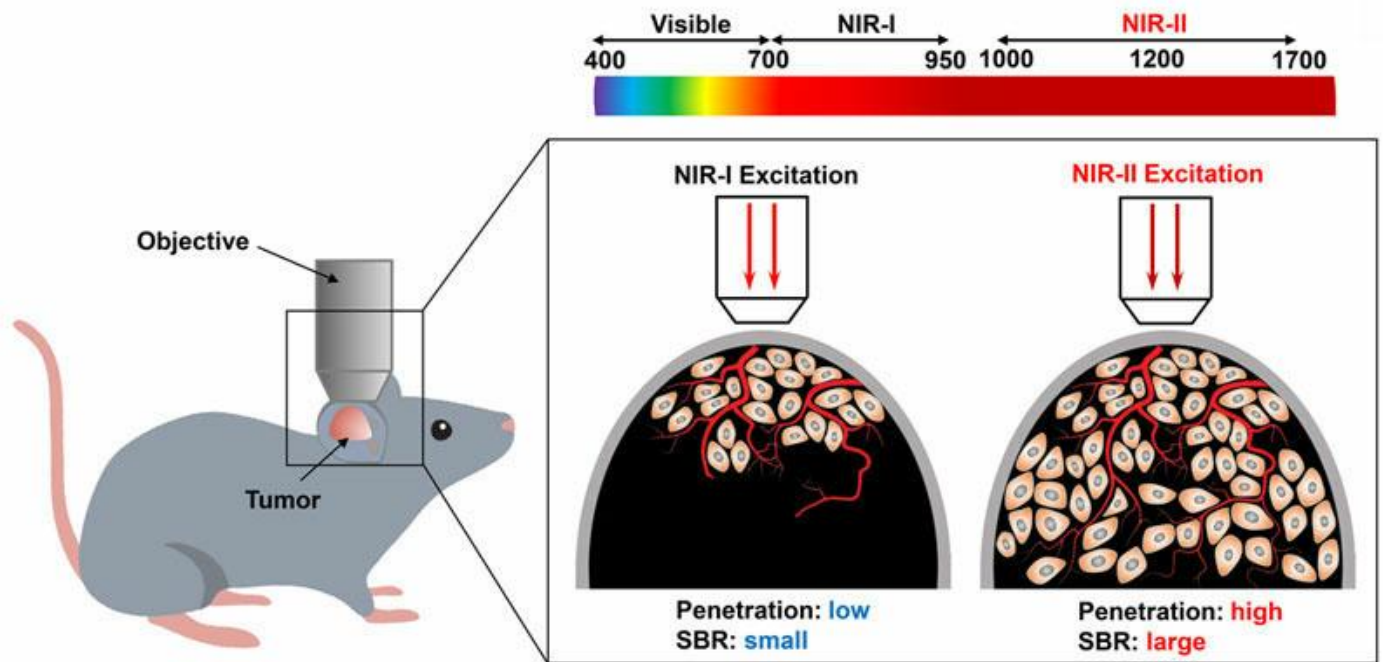 Visible NIR-I NIR-II
400 700 950 1000 1200 1700
NIR-I Excitation
NIR-II Excitation
Objective
Tumor
Penetration: low
SBR: small
Penetration: high
SBR: large